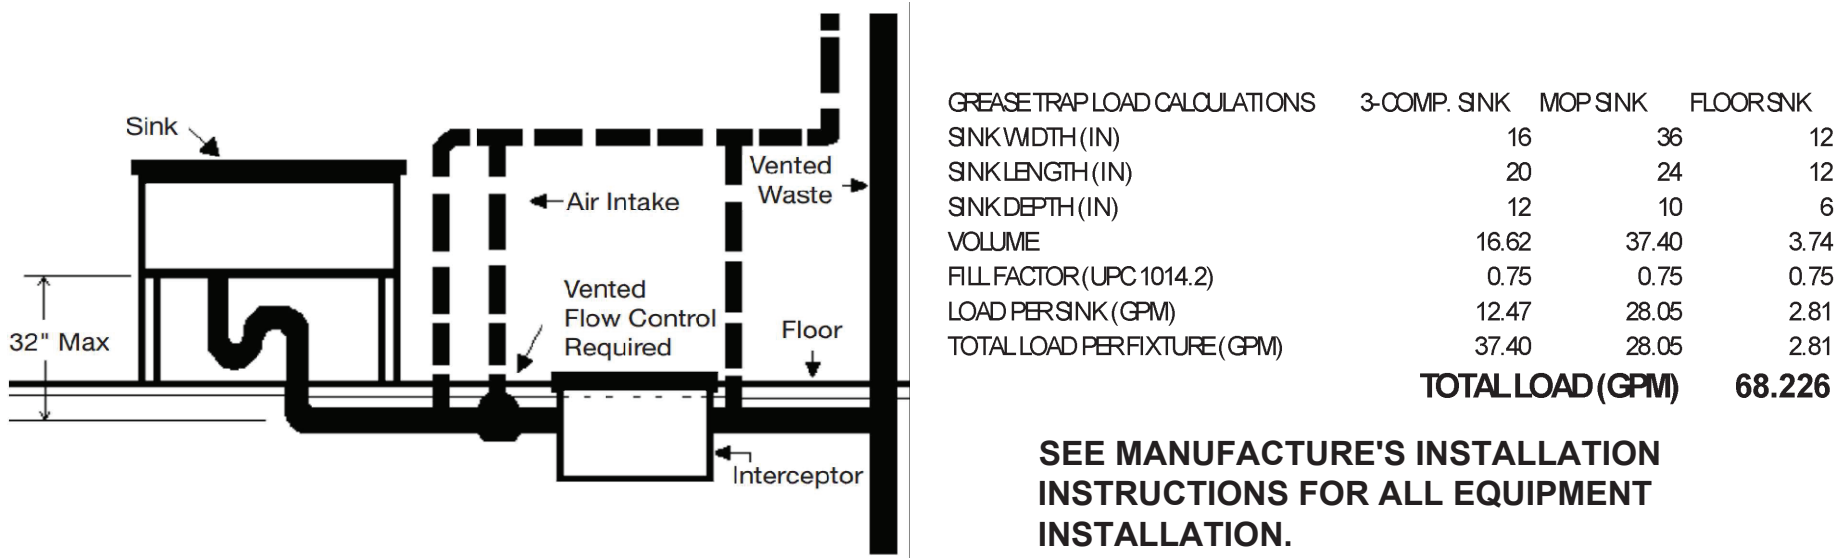 Sink
Air Intake
Vented
Waste
32" Max
Vented
Flow Control
Required
Floor
Interceptor
GREASE TRAP LOAD CALCULATIONS 3-COMP. SINK MOP SINK FLOOR SINK
SINK WIDTH (IN) 16 36 12
SINK LENGTH (IN) 20 24 12
SINK DEPTH (IN) 12 10 6
VOLUME 16.62 37.40 3.74
FILL FACTOR (UPC 1014.2) 0.75 0.75 0.75
LOAD PER SINK (GPM) 12.47 28.05 2.81
TOTAL LOAD PER FIXTURE (GPM) 37.40 28.05 2.81
TOTAL LOAD (GPM) 68.226
SEE MANUFACTURE'S INSTALLATION
INSTRUCTIONS FOR ALL EQUIPMENT
INSTALLATION.